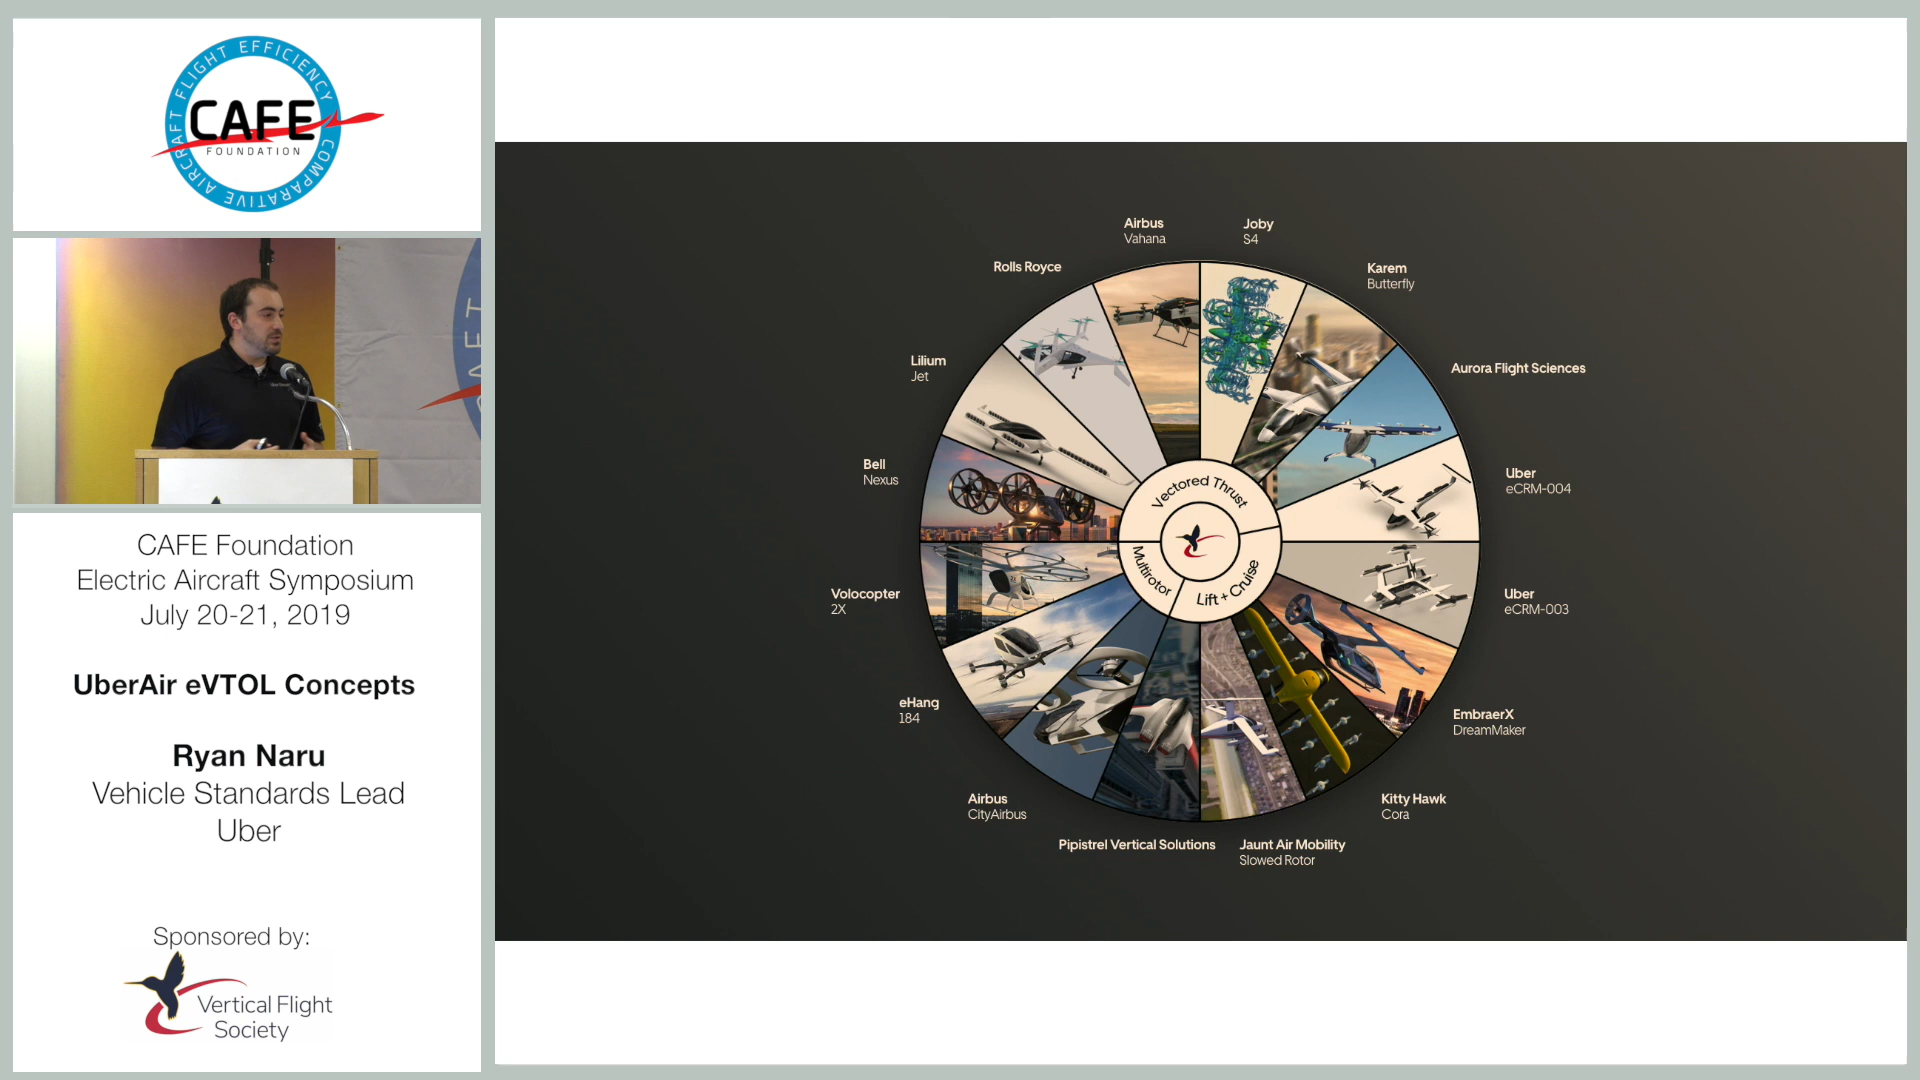 COMPARATIVE AIRCRAFT FLIGHT EFFICIENCY
CAFE
FOUNDATION
CAFE Foundation
Electric Aircraft Symposium
July 20-21, 2019
UberAir eVTOL Concepts
Ryan Naru
Vehicle Standards Lead
Uber
Sponsored by:
Vertical Flight
Society
Airbus
Vahana
Joby
S4
Karem
Butterfly
Aurora Flight Sciences
Uber
eCRM-004
Uber
eCRM-003
EmbraerX
DreamMaker
Kitty Hawk
Cora
Jaunt Air Mobility
Slowed Rotor
Pipistrel Vertical Solutions
Airbus
CityAirbus
eHang
184
Volocopter
2X
Bell
Nexus
Lilium
Jet
Rolls Royce
Vectored Thrust
Lift + Cruise
Multirotor